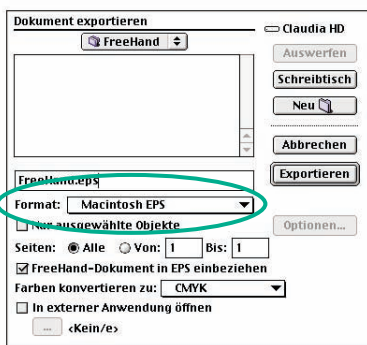 Dokument exportieren
FreeHand
Claudia HD
Auswerfen
Schreibtisch
Neu
Abbrechen
Exportieren
FreeHand.eps
Format: Macintosh EPS
Nur ausgewählte Objekte
Optionen...
Seiten: Alle Von: 1 Bis: 1
FreeHand-Dokument in EPS einbeziehen
Farben konvertieren zu: CMYK
In externer Anwendung öffnen
... <Kein/e>